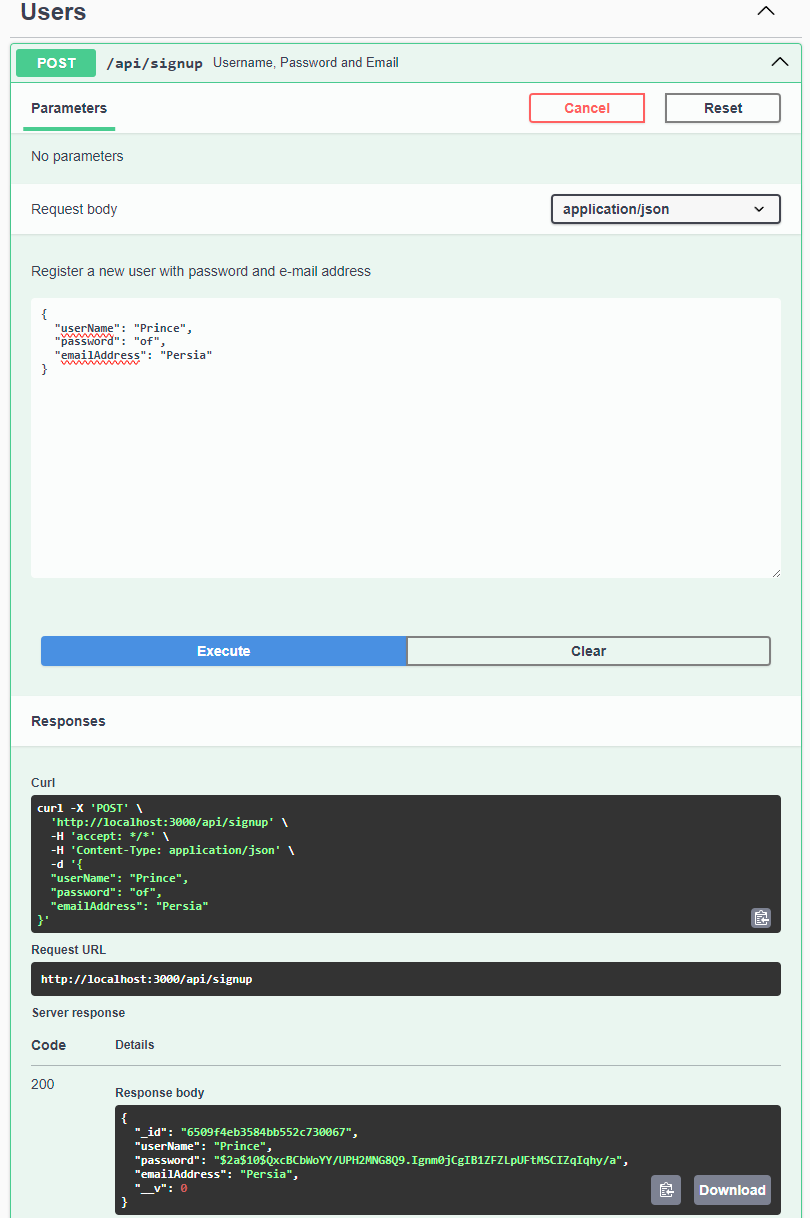 Users
POST /api/signup Username, Password and Email
Parameters Cancel Reset
No parameters
Request body application/json
Register a new user with password and e-mail address
{
"userName": "Prince",
"password": "of",
"emailAddress": "Persia"
}
Execute Clear
Responses
Curl
curl -X 'POST' \
'http://localhost:3000/api/signup' \
-H 'accept: */*' \
-H 'Content-Type: application/json' \
-d '{
"userName": "Prince",
"password": "of",
"emailAddress": "Persia"
}'
Request URL
http://localhost:3000/api/signup
Server response
Code Details
200
Response body
{
"_id": "6509f4eb3584bb552c730067",
"userName": "Prince",
"password": "$2a$10$QxcBCbWoYY/UPH2MNG8Q9.Ignm0jCgIB1ZFZLpUFtMSCIZqIqhy/a",
"emailAddress": "Persia",
"__v": 0
}
Download